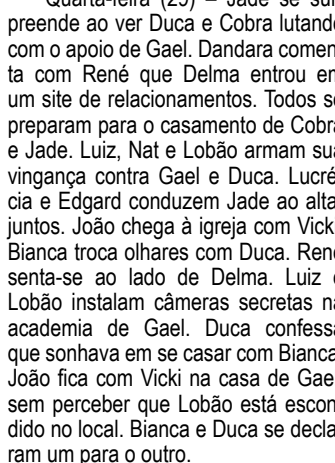 Quarta-feira (29) – Jade se sur
preende ao ver Duca e Cobra lutando
com o apoio de Gael. Dandara comen
ta com René que Delma entrou em
um site de relacionamentos. Todos se
preparam para o casamento de Cobra
e Jade. Luiz, Nat e Lobão armam sua
vingança contra Gael e Duca. Lucré
cia e Edgard conduzem Jade ao altar
juntos. João chega à igreja com Vicki.
Bianca troca olhares com Duca. René
senta-se ao lado de Delma. Luiz e
Lobão instalam câmeras secretas na
academia de Gael. Duca confessa
que sonhava em se casar com Bianca.
João fica com Vicki na casa de Gael
sem perceber que Lobão está escon
dido no local. Bianca e Duca se decla
ram um para o outro.